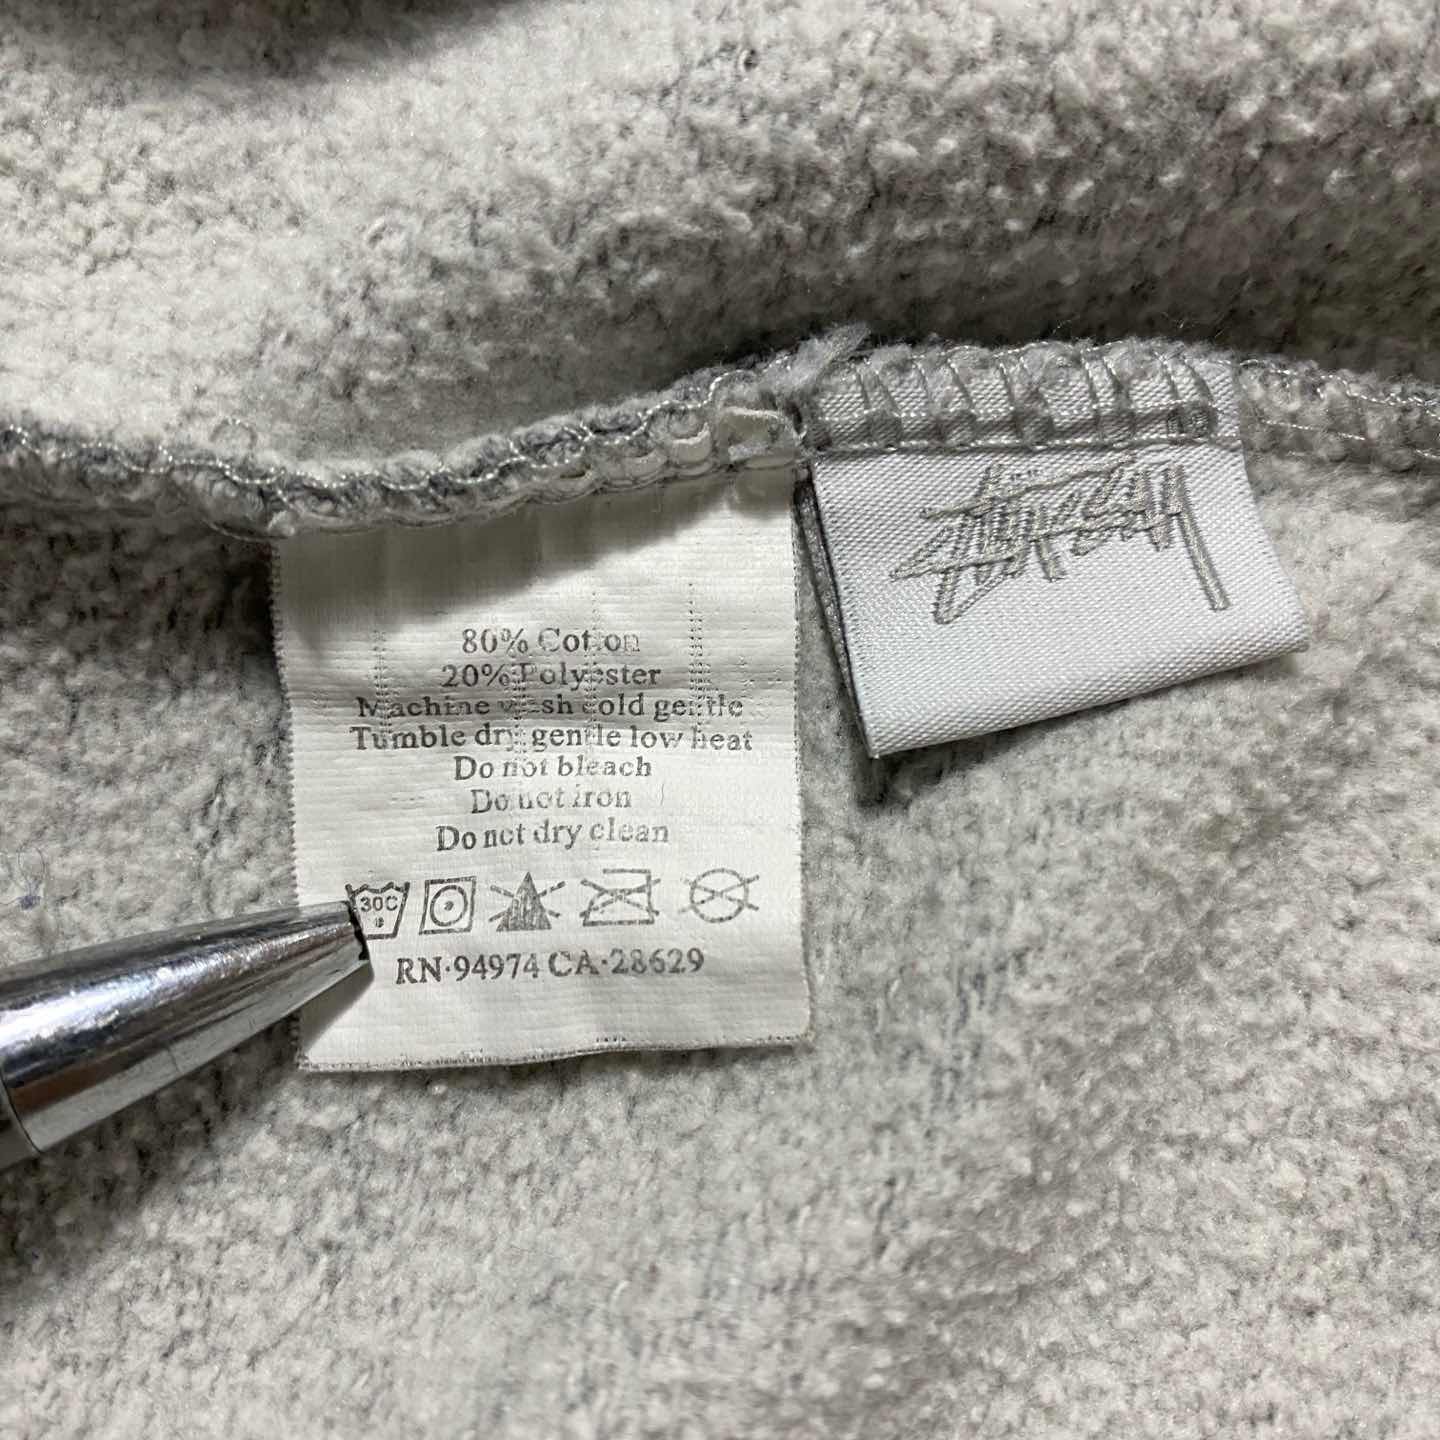 80% Cotton
20% Polyester
Machine wash cold gentle
Tumble dry gentle low heat
Do not bleach
Do not iron
Do not dry clean
30C
RN·94974 CA·28629
Stüssy